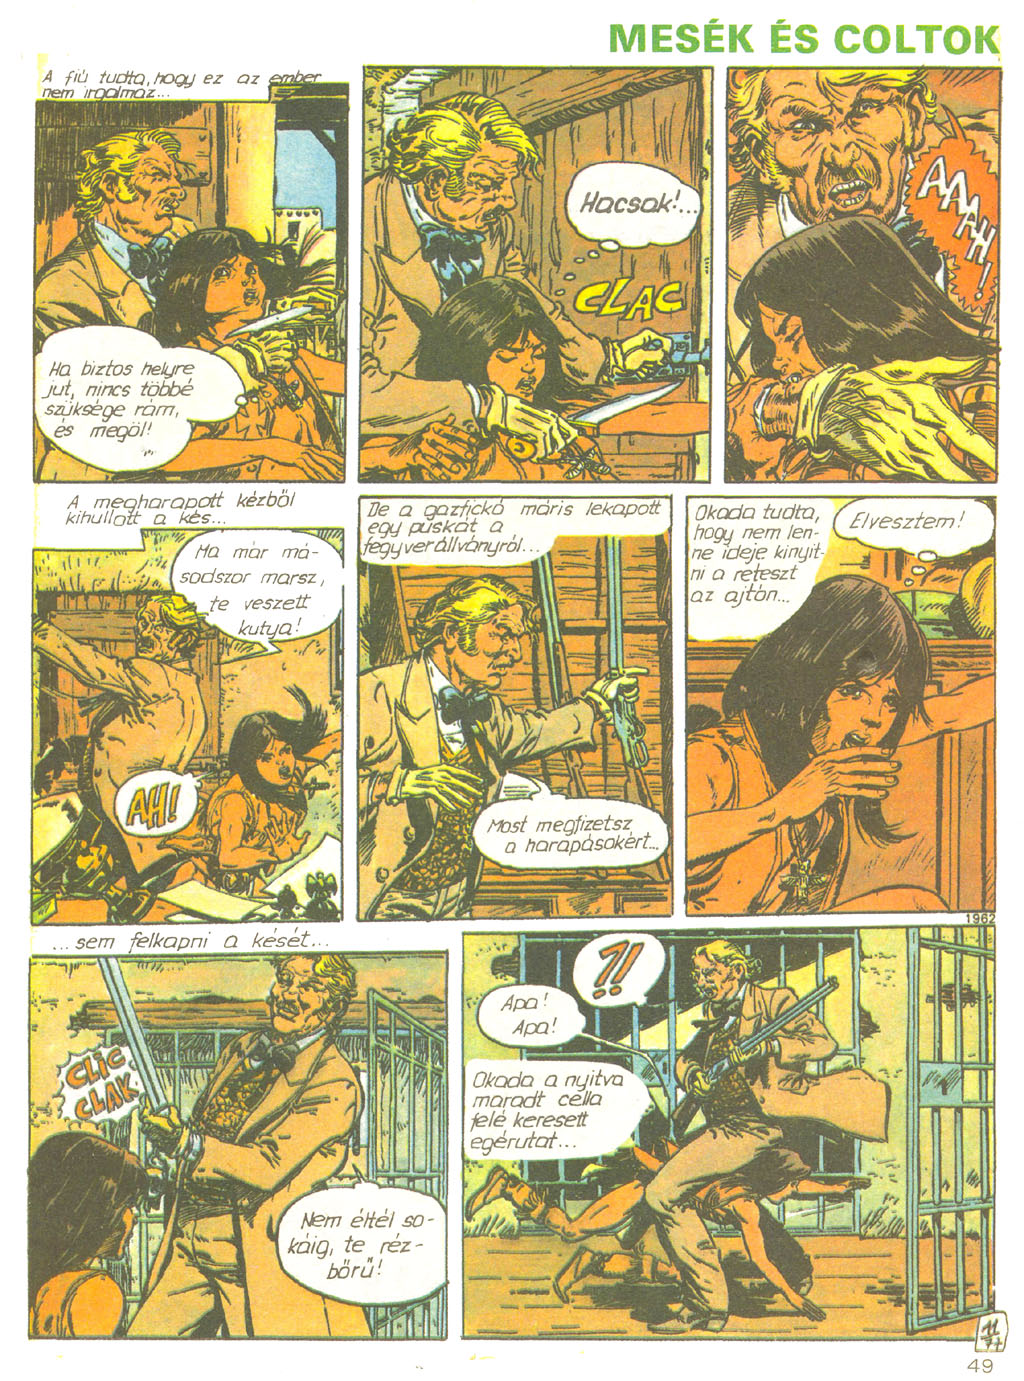 MESÉK ÉS COLTOK
A fiú tudta, hogy ez az ember
nem irgalmaz...
Ha biztos helyre
jut, nincs többé
szüksége rám,
és megöl!
Hacsak!...
CLAC
AAAHH!
A megharapott kézből
kihullott a kés...
Ma már má-
sodszor marsz,
te veszett
kutya!
AH!
De a gazfickó máris lekapott
egy puskát a
fegyverállványról...
Most megfizetsz
a harapásokért...
Okada tudta,
hogy nem len-
ne ideje kinyit-
ni a reteszt
az ajtón...
Elvesztem!
1962
...sem felkapni a kését...
CLIC
CLAK
Nem éltél so-
káig, te réz-
bőrű!
?!
Apa!
Apa!
Okada a nyitva
maradt cella
felé keresett
egérutat...
11
77
49